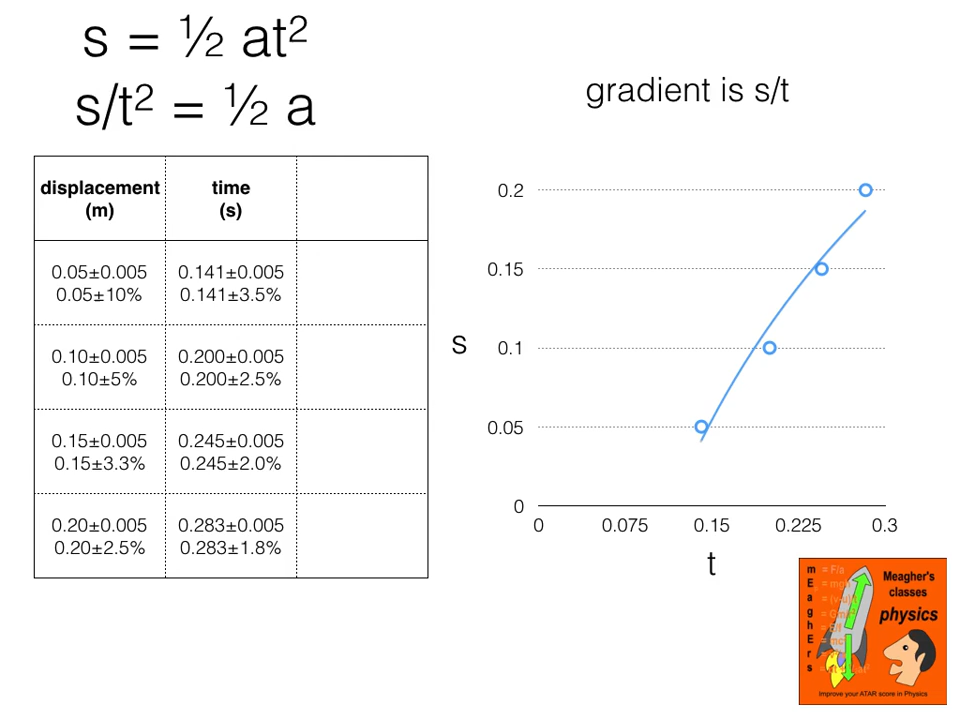 s = ½ at²
s/t² = ½ a
gradient is s/t
displacement (m) time (s)
0.05±0.005 0.141±0.005
0.05±10% 0.141±3.5%
0.10±0.005 0.200±0.005
0.10±5% 0.200±2.5%
0.15±0.005 0.245±0.005
0.15±3.3% 0.245±2.0%
0.20±0.005 0.283±0.005
0.20±2.5% 0.283±1.8%
0.2
0.15
s
0.1
0.05
0
0 0.075 0.15 0.225 0.3
t
mEaghErs
= F/a
Meagher's
classes
physics
Improve your ATAR score in Physics